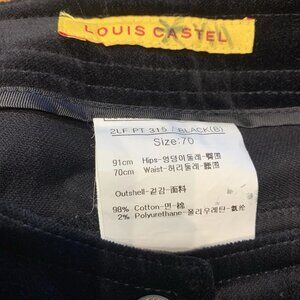 LOUIS CASTEL
2LF PT 315 / BLACK(B)
Size:70
91cm Hips-엉덩이둘레-臀围
70cm Waist-허리둘레-腰围
Outshell-겉감-面料
98% Cotton-면-棉
2% Polyurethane-폴리우레탄-氨纶